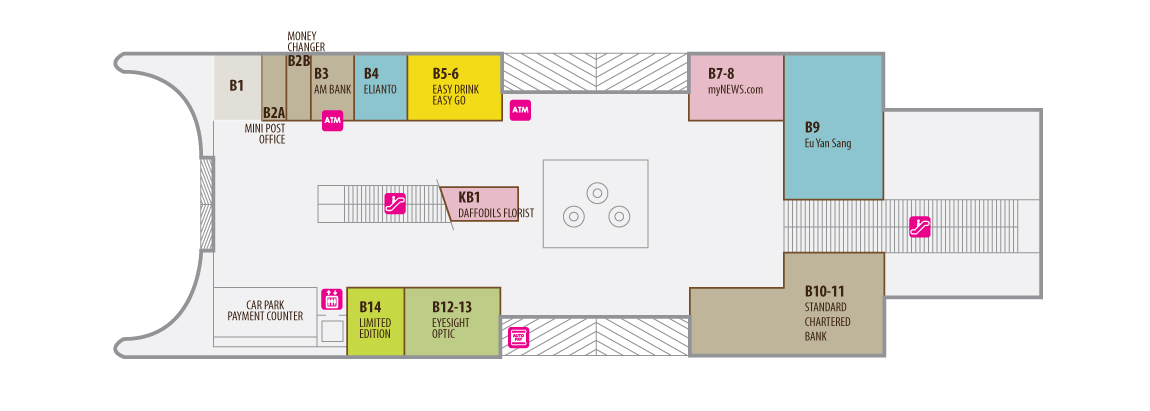 MONEY
CHANGER
B1
B2A
MINI POST
OFFICE
B2B
B3
AM BANK
ATM
B4
ELIANTO
B5-6
EASY DRINK
EASY GO
ATM
B7-8
myNEWS.com
B9
Eu Yan Sang
KB1
DAFFODILS FLORIST
CAR PARK
PAYMENT COUNTER
B14
LIMITED
EDITION
B12-13
EYESIGHT
OPTIC
AUTO
PAY
B10-11
STANDARD
CHARTERED
BANK